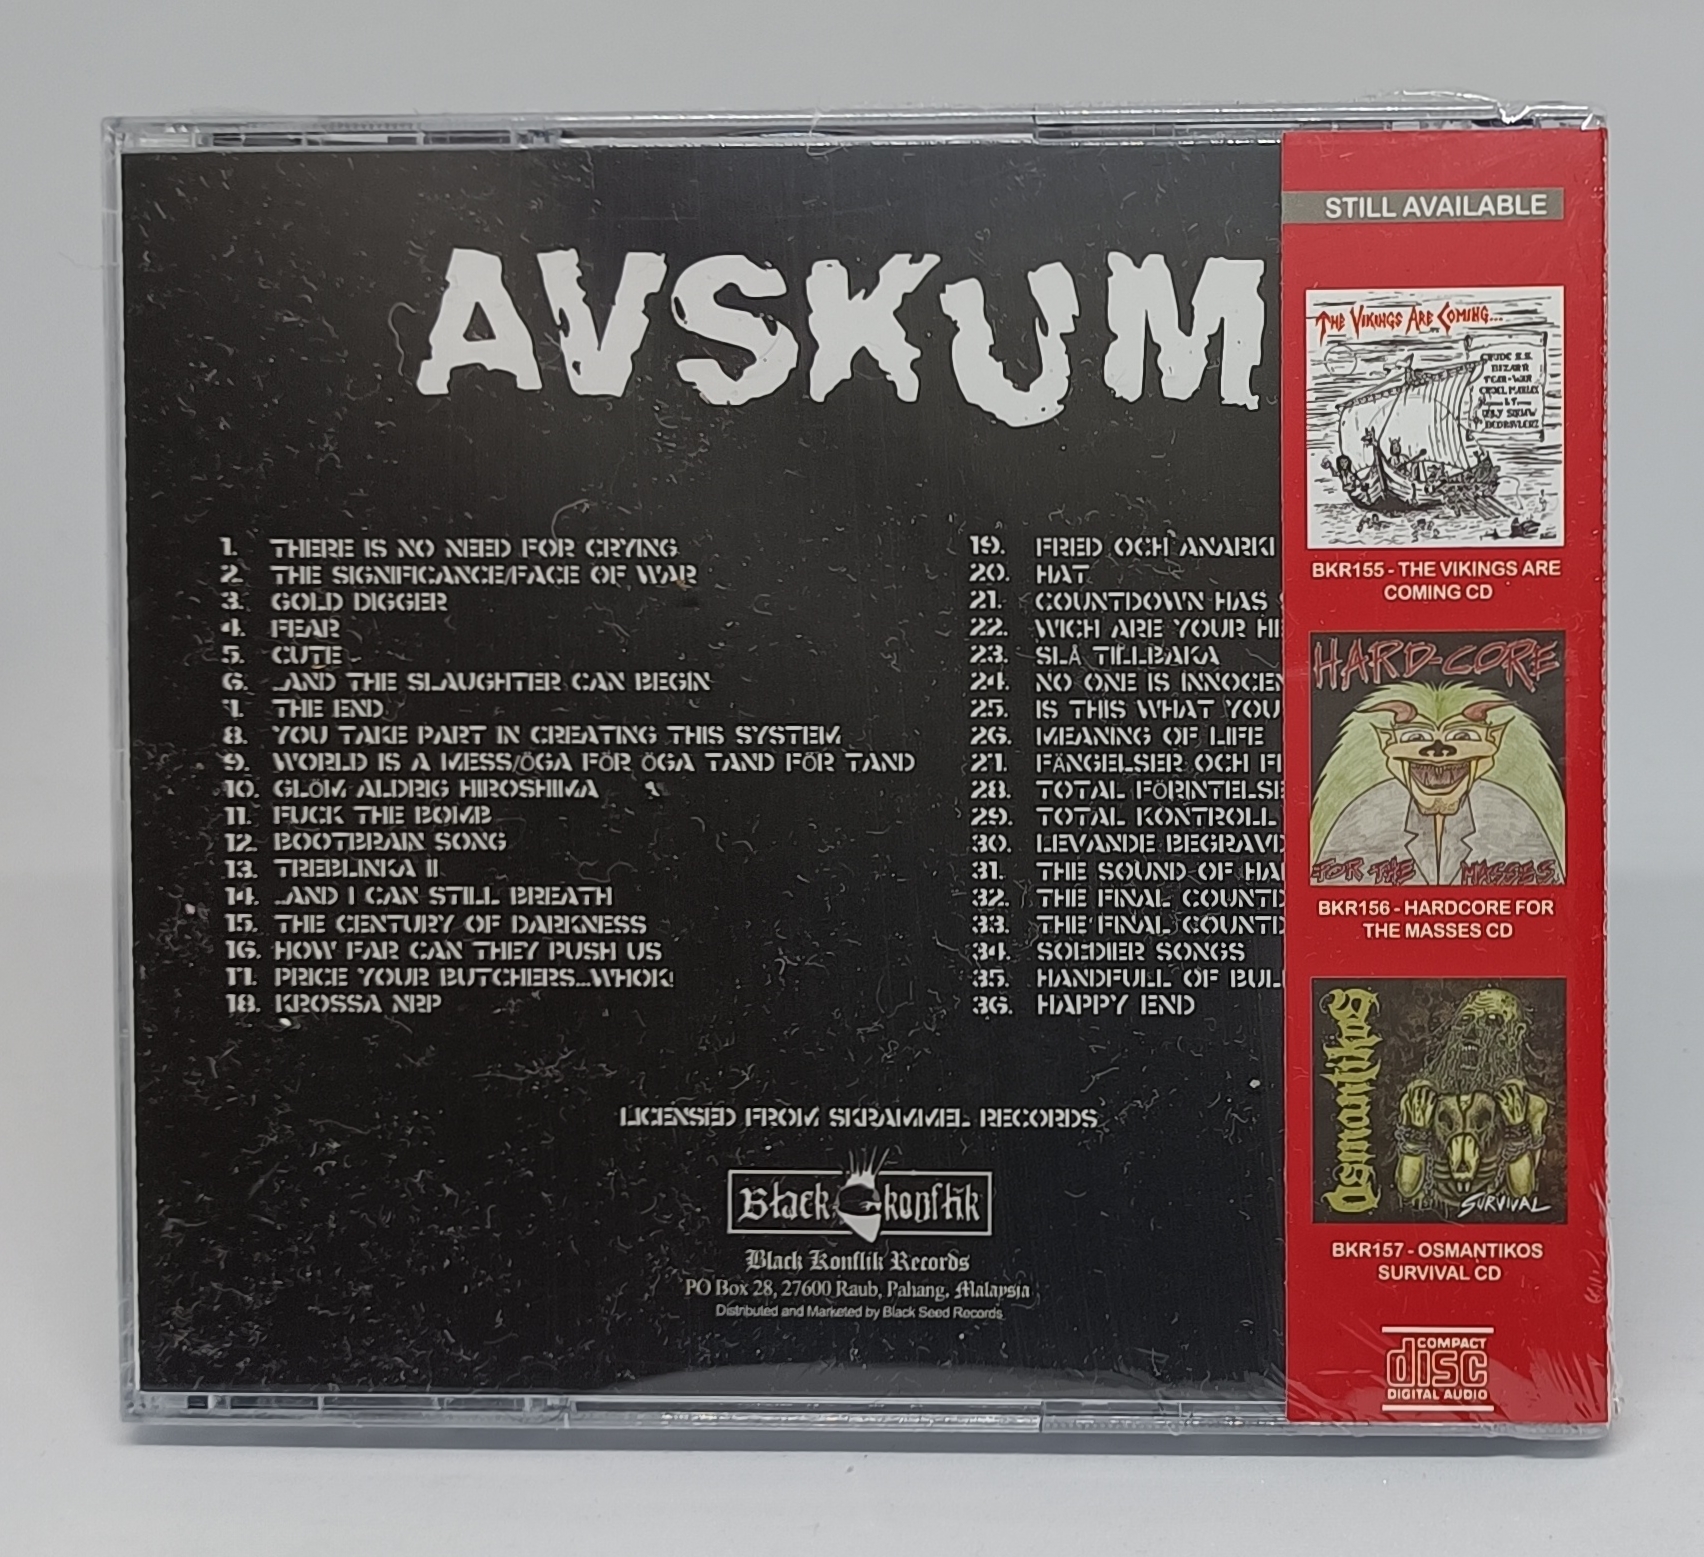 AVSKUM
1. THERE IS NO NEED FOR CRYING
2. THE SIGNIFICANCE/FACE OF WAR
3. GOLD DIGGER
4. FEAR
5. CUTE
6. ...AND THE SLAUGHTER CAN BEGIN
7. THE END
8. YOU TAKE PART IN CREATING THIS SYSTEM
9. WORLD IS A MESS/ÖGA FÖR ÖGA TAND FÖR TAND
10. GLÖM ALDRIG HIROSHIMA
11. FUCK THE BOMB
12. BOOTBRAIN SONG
13. TREBLINKA II
14. ...AND I CAN STILL BREATH
15. THE CENTURY OF DARKNESS
16. HOW FAR CAN THEY PUSH US
17. PRICE YOUR BUTCHERS...WHOK!
18. KROSSA NRP
19. FRED OCH ANARKI
20. HAT
21. COUNTDOWN HAS
22. WICH ARE YOUR
23. SLÅ TILLBAKA
24. NO ONE IS
25. IS THIS WHAT YOU
26. MEANING OF LIFE
27. FÄNGELSER OCH
28. TOTAL
29. TOTAL KONTROLL
30. LEVANDE
31. THE SOUND OF
32. THE FINAL
33. THE FINAL
34. SOLDIER SONGS
35. HANDFULL OF
36. HAPPY END
LICENSED FROM SKRAMMEL RECORDS
Black konflik
Black Konflik Records
PO Box 28, 27600 Raub, Pahang, Malaysia
Distributed and Marketed by Black Seed Records
STILL AVAILABLE
THE VIKINGS ARE COMING...
CRUDE S.S.
BIZARR
FEAR OF WAR
BKR155 - THE VIKINGS ARE
COMING CD
HARD-CORE
FOR THE MASSES
BKR156 - HARDCORE FOR
THE MASSES CD
Osmantikos
SURVIVAL
BKR157 - OSMANTIKOS
SURVIVAL CD
COMPACT
disc
DIGITAL AUDIO